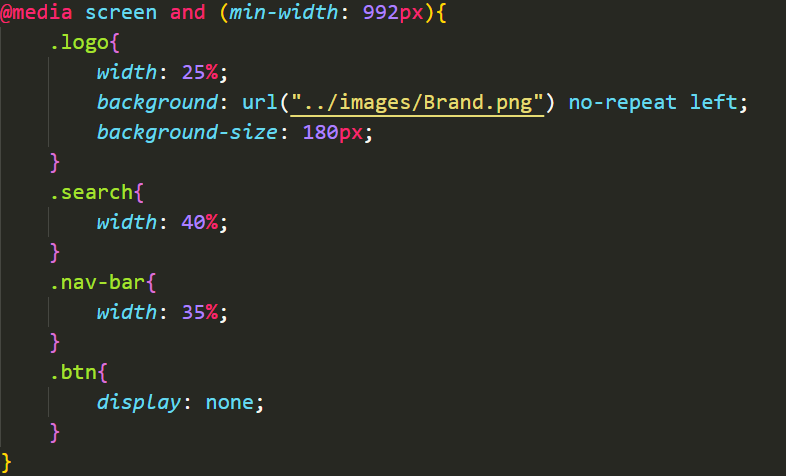 @media screen and (min-width: 992px){
    .logo{
        width: 25%;
        background: url("../images/Brand.png") no-repeat left;
        background-size: 180px;
    }
    .search{
        width: 40%;
    }
    .nav-bar{
        width: 35%;
    }
    .btn{
        display: none;
    }
}